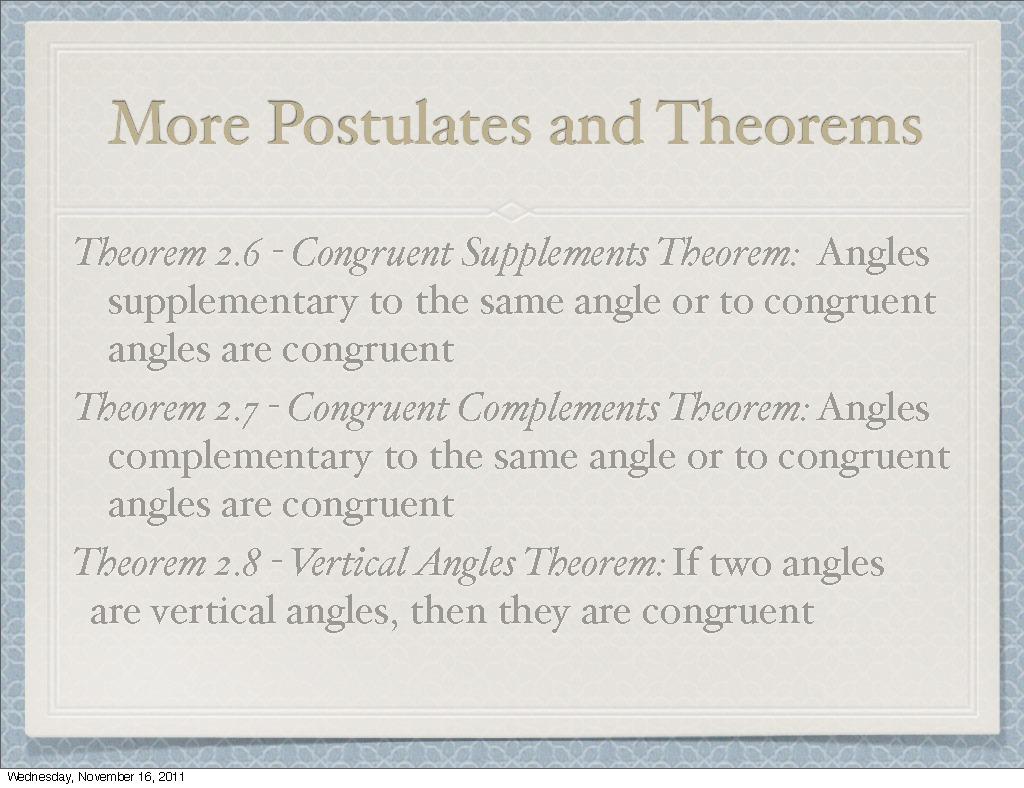 More Postulates and Theorems
Theorem 2.6 - Congruent Supplements Theorem: Angles
supplementary to the same angle or to congruent
angles are congruent
Theorem 2.7 - Congruent Complements Theorem: Angles
complementary to the same angle or to congruent
angles are congruent
Theorem 2.8 - Vertical Angles Theorem: If two angles
are vertical angles, then they are congruent
Wednesday, November 16, 2011